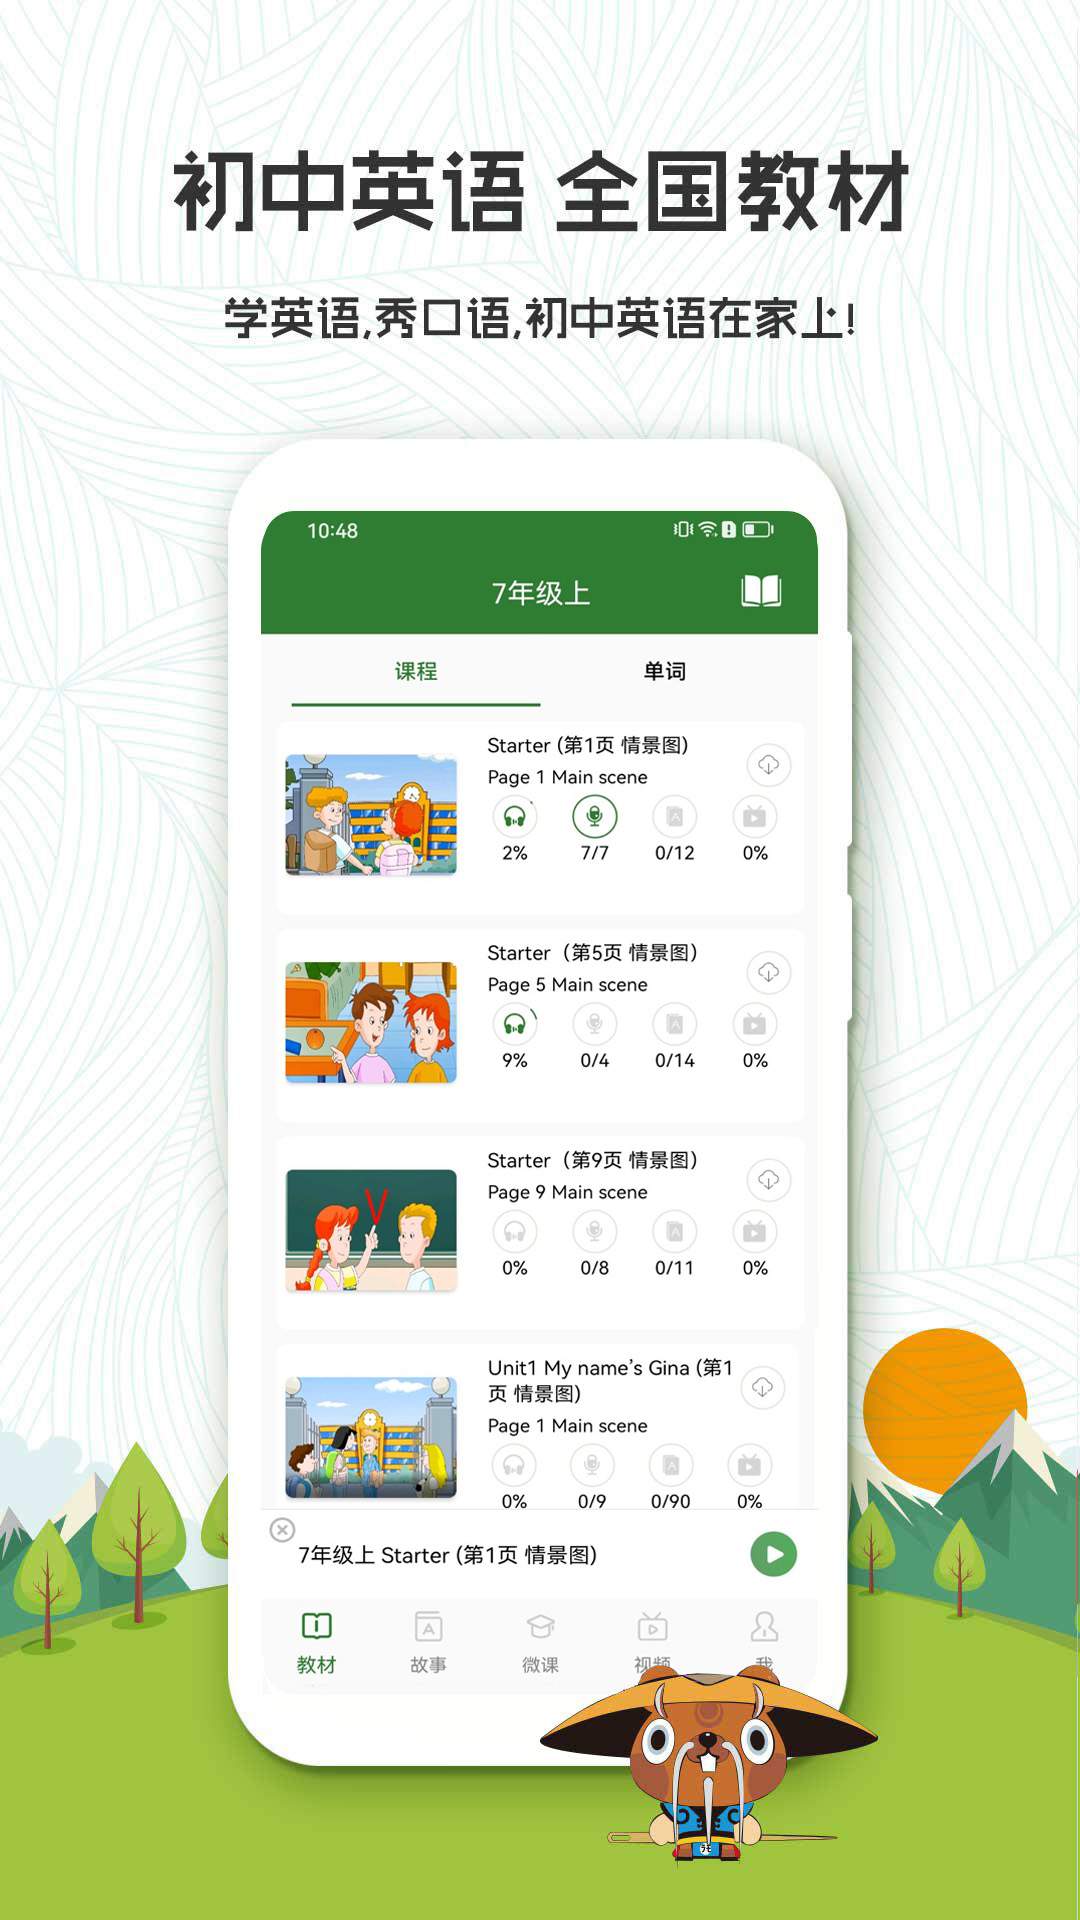 初中英语 全国教材
学英语,秀口语,初中英语在家上!
10:48
7年级上
课程 单词
Starter (第1页 情景图)
Page 1 Main scene
2% 7/7 0/12 0%
Starter（第5页 情景图）
Page 5 Main scene
9% 0/4 0/14 0%
V
Starter（第9页 情景图）
Page 9 Main scene
0% 0/8 0/11 0%
Unit1 My name’s Gina (第1
页 情景图)
Page 1 Main scene
0% 0/9 0/90 0%
7年级上 Starter (第1页 情景图)
教材 故事 微课 视频 我